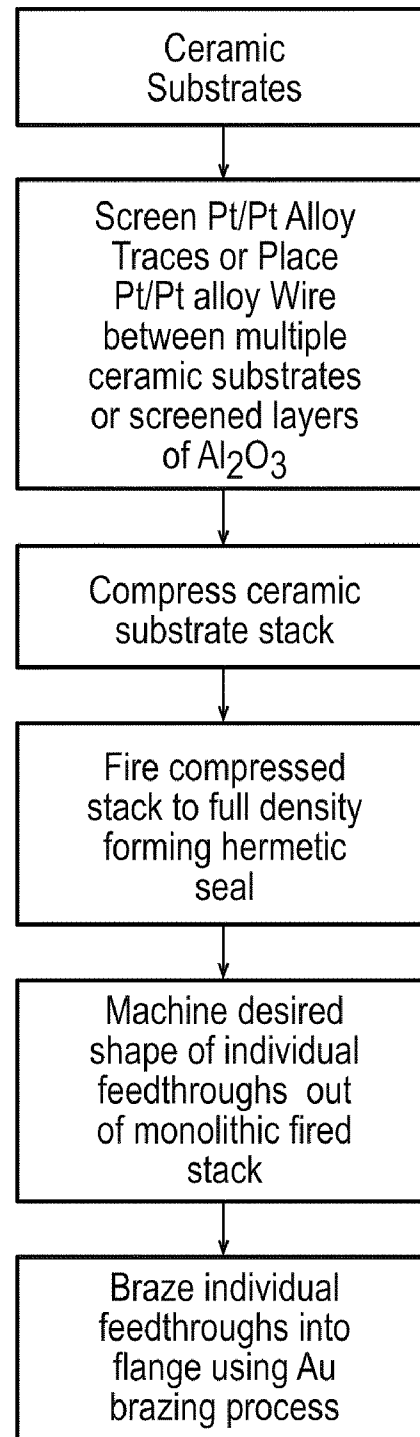 Ceramic
Substrates
Screen Pt/Pt Alloy
Traces or Place
Pt/Pt alloy Wire
between multiple
ceramic substrates
or screened layers
of Al₂O₃
Compress ceramic
substrate stack
Fire compressed
stack to full density
forming hermetic
seal
Machine desired
shape of individual
feedthroughs out
of monolithic fired
stack
Braze individual
feedthroughs into
flange using Au
brazing process